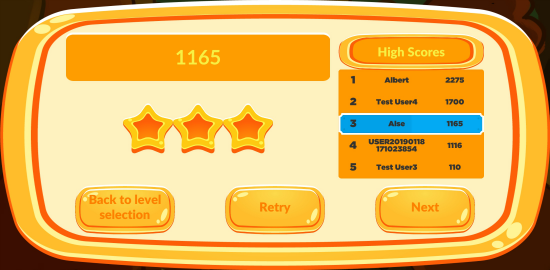 1165
High Scores
1 Albert 2275
2 Test User4 1700
3 Aise 1165
4 USER20190118 1116
171023854
5 Test User3 110
Back to level
selection
Retry
Next